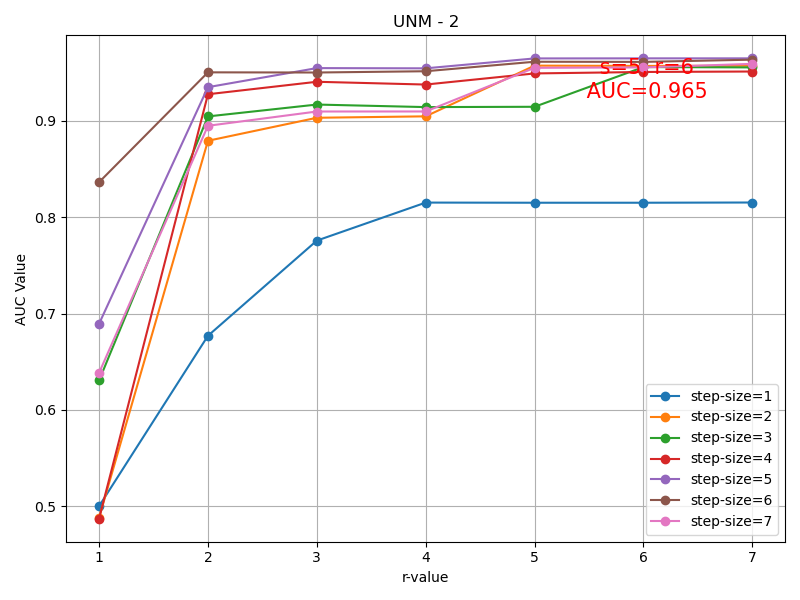 UNM - 2
s=5 r=6
AUC=0.965
AUC Value
0.9
0.8
0.7
0.6
0.5
1 2 3 4 5 6 7
r-value
step-size=1
step-size=2
step-size=3
step-size=4
step-size=5
step-size=6
step-size=7